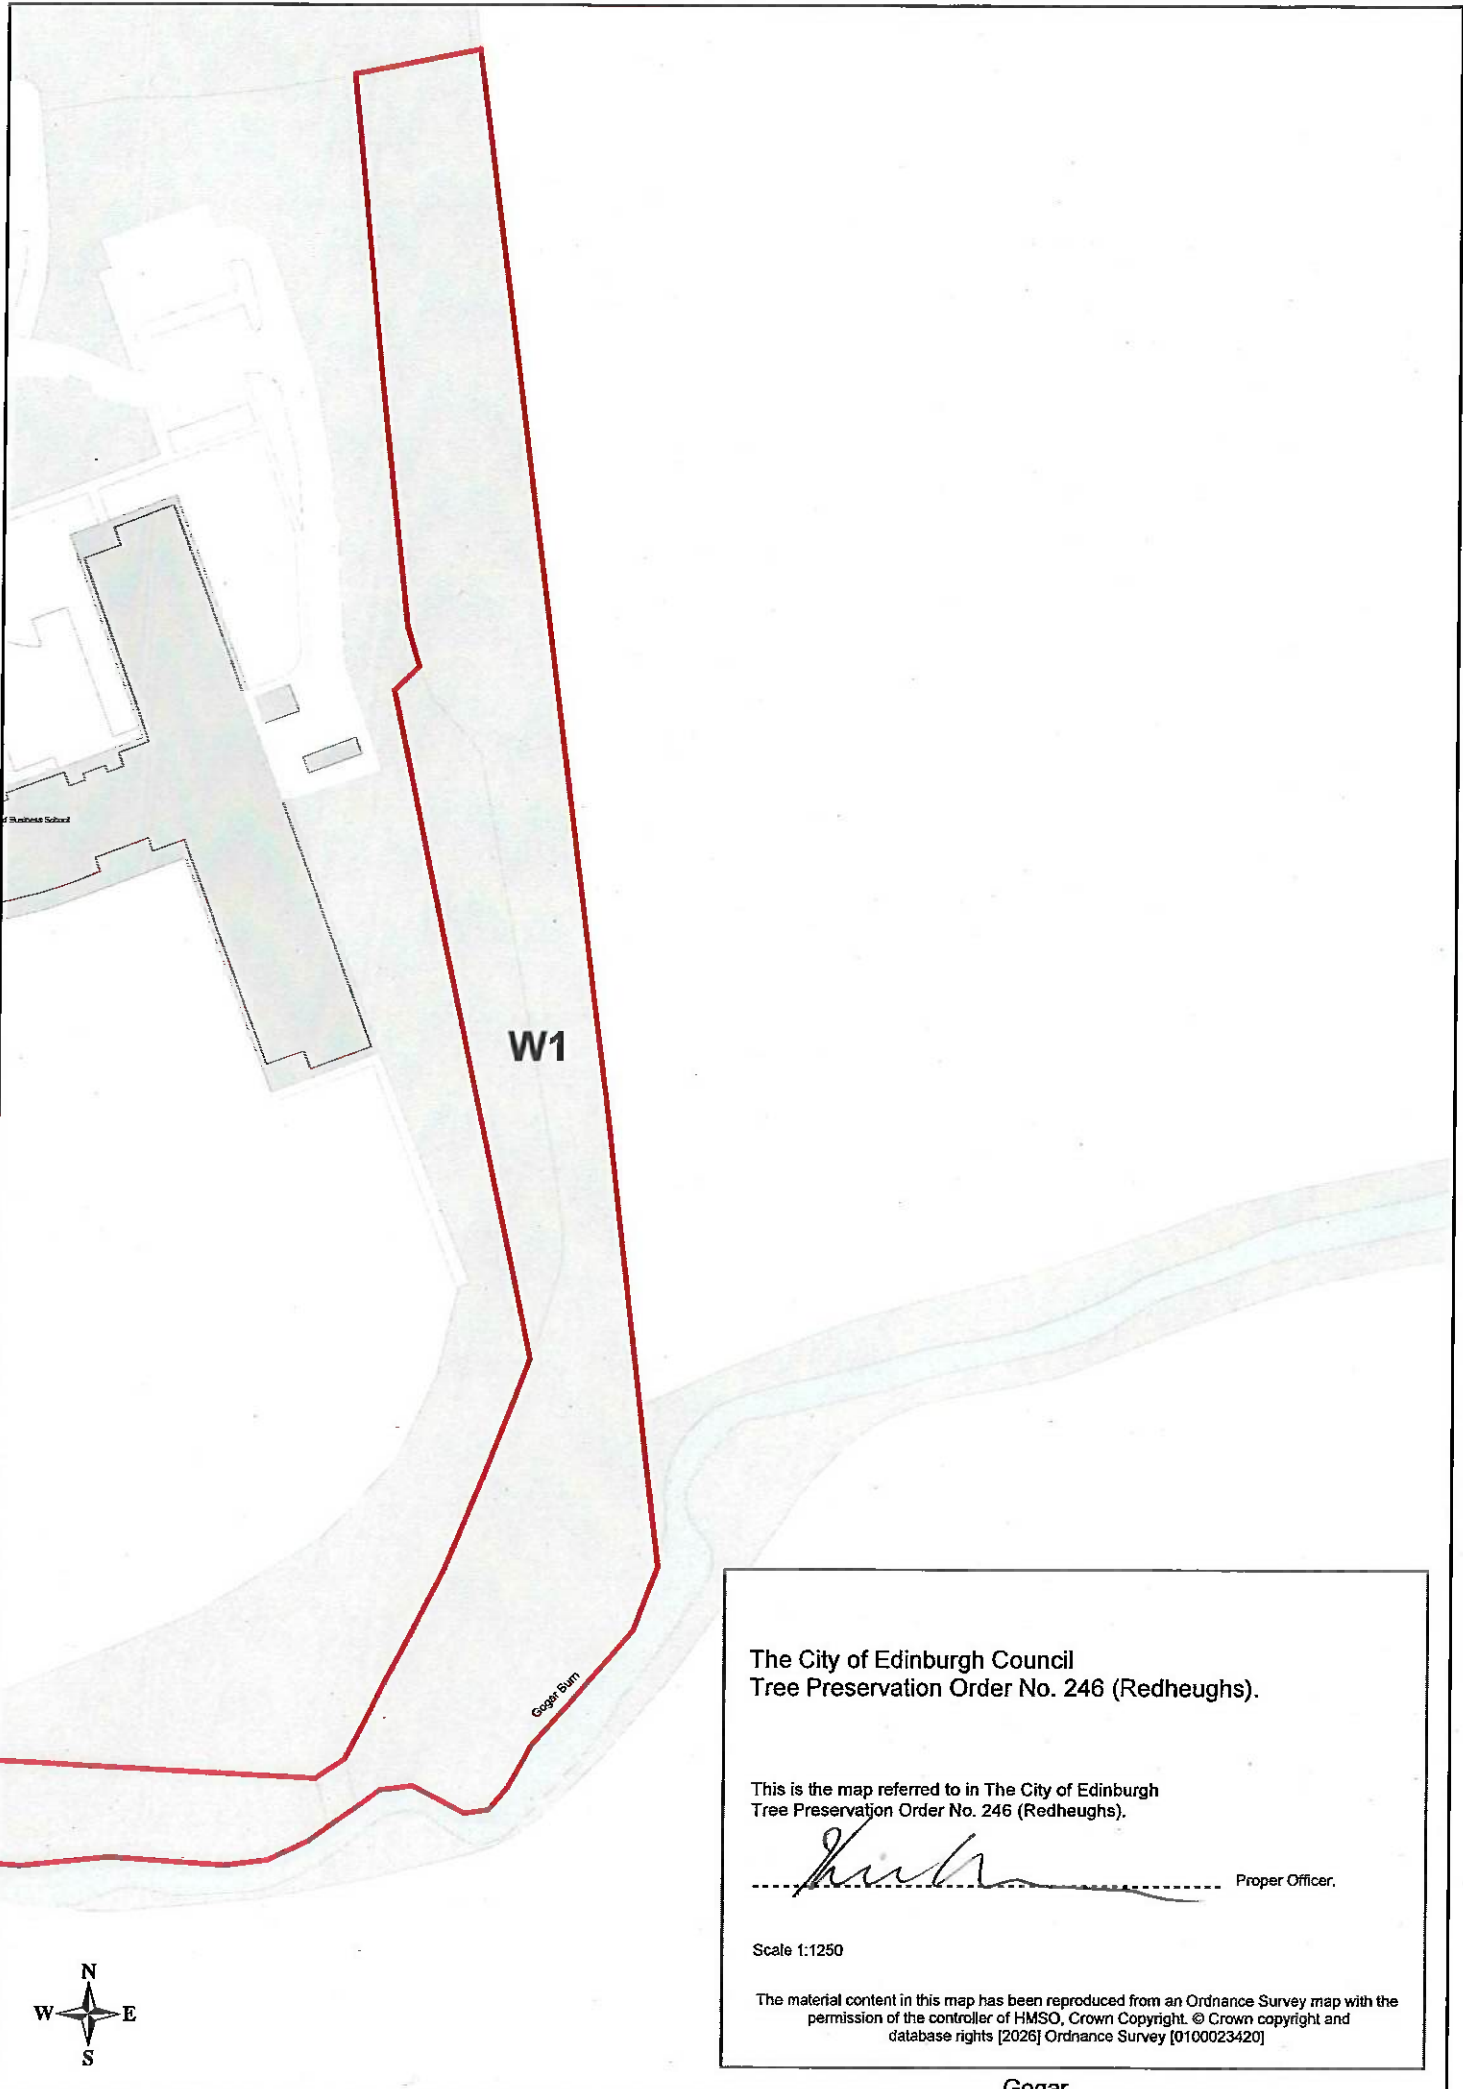 d Business School
W1
Gogar Burn
The City of Edinburgh Council
Tree Preservation Order No. 246 (Redheughs).
This is the map referred to in The City of Edinburgh
Tree Preservation Order No. 246 (Redheughs).
Proper Officer.
Scale 1:1250
The material content in this map has been reproduced from an Ordnance Survey map with the
permission of the controller of HMSO, Crown Copyright. © Crown copyright and
database rights [2026] Ordnance Survey [0100023420]
N
W E
S
Gogar